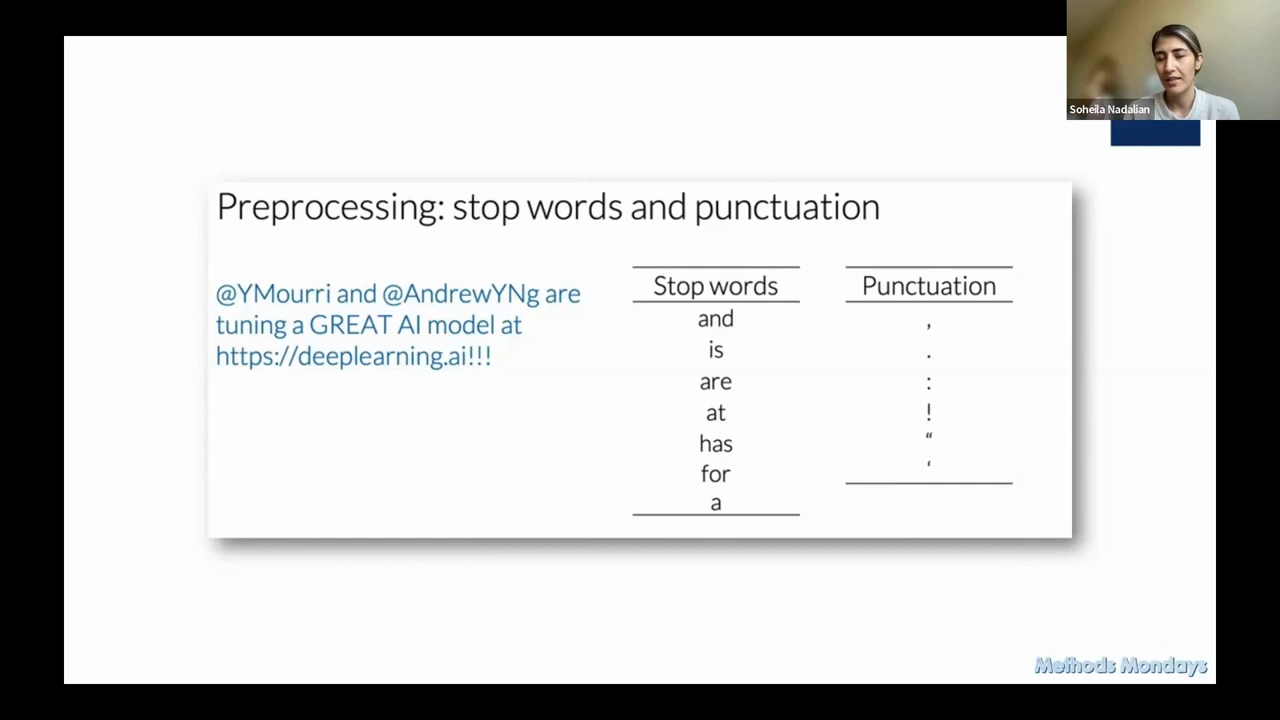 Soheila Nadalian
Preprocessing: stop words and punctuation
@YMourri and @AndrewYNg are
tuning a GREAT AI model at
https://deeplearning.ai!!!
Stop words
and
is
are
at
has
for
a
Punctuation
,
.
:
!
“
‘
Methods Mondays